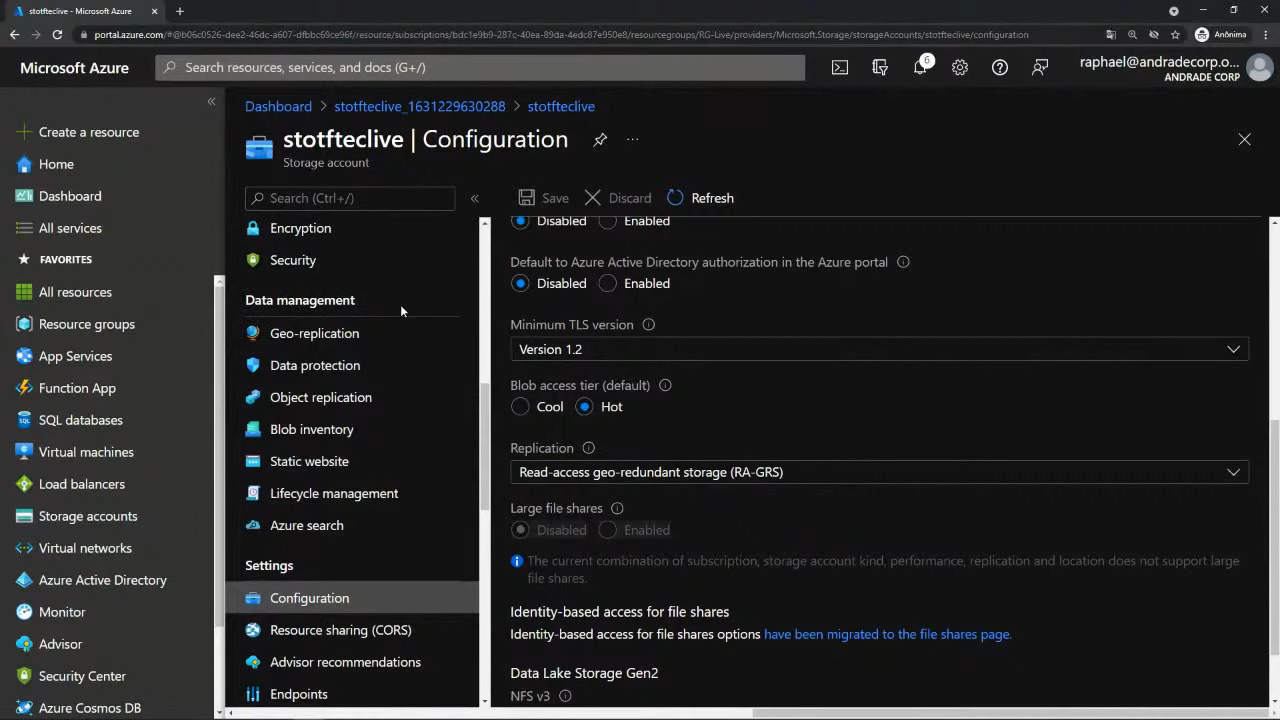 stotfteclive - Microsoft Azure
portal.azure.com/#@b06c0526-dee2-46dc-a607-dfbbc69ce96f/resource/subscriptions/bdc1e9b9-287c-40ea-89da-4edc87e950e8/resourcegroups/RG-Live/providers/Microsoft.Storage/storageAccounts/stotfteclive/configuration
Anônima
Microsoft Azure
Search resources, services, and docs (G+/)
6
raphael@andradecorp.o...
ANDRADE CORP
Create a resource
Home
Dashboard
All services
FAVORITES
All resources
Resource groups
App Services
Function App
SQL databases
Virtual machines
Load balancers
Storage accounts
Virtual networks
Azure Active Directory
Monitor
Advisor
Security Center
Azure Cosmos DB
Dashboard > stotfteclive_1631229630288 > stotfteclive
stotfteclive | Configuration
Storage account
Search (Ctrl+/)
Encryption
Security
Data management
Geo-replication
Data protection
Object replication
Blob inventory
Static website
Lifecycle management
Azure search
Settings
Configuration
Resource sharing (CORS)
Advisor recommendations
Endpoints
Save Discard Refresh
Disabled Enabled
Default to Azure Active Directory authorization in the Azure portal
Disabled Enabled
Minimum TLS version
Version 1.2
Blob access tier (default)
Cool Hot
Replication
Read-access geo-redundant storage (RA-GRS)
Large file shares
Disabled Enabled
The current combination of subscription, storage account kind, performance, replication and location does not support large
file shares.
Identity-based access for file shares
Identity-based access for file shares options have been migrated to the file shares page.
Data Lake Storage Gen2
NFS v3